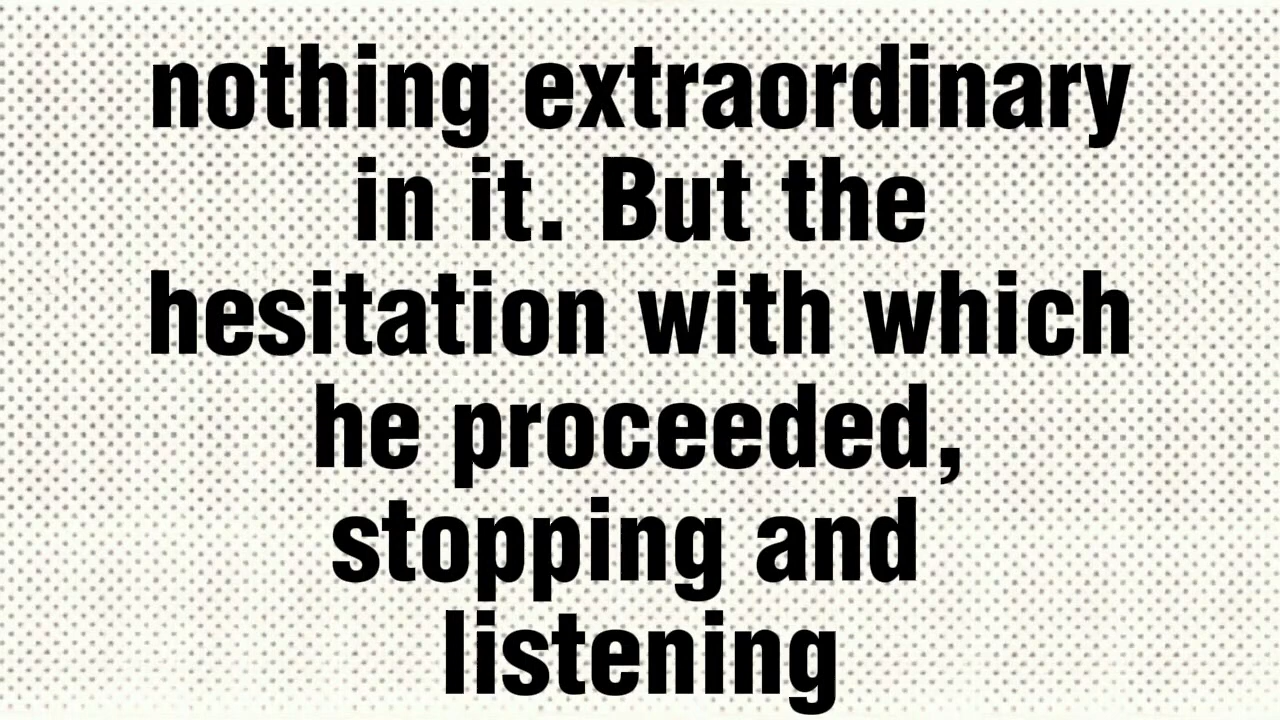 nothing extraordinary
in it. But the
hesitation with which
he proceeded,
stopping and
listening